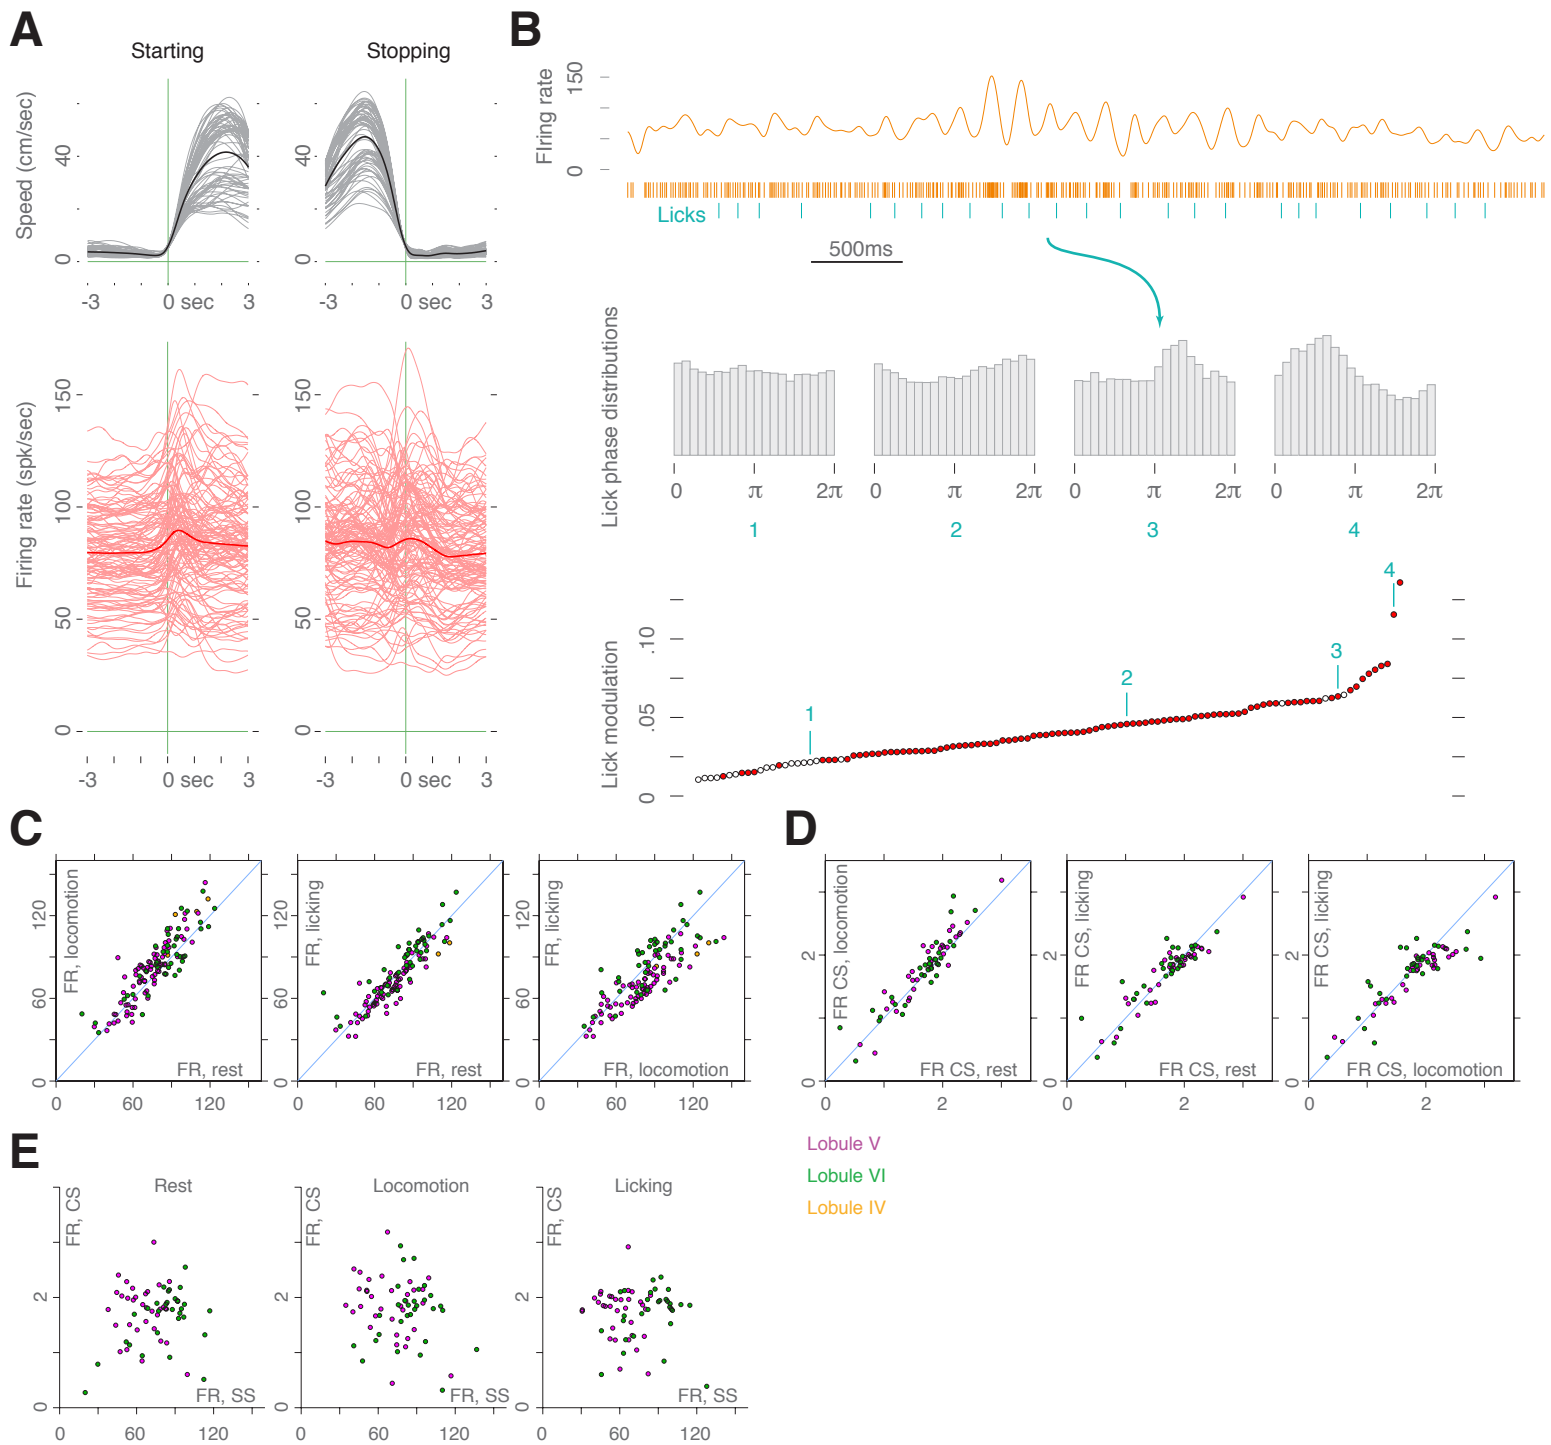 A
Starting
Stopping
Speed (cm/sec)
40
0
-3
0 sec
3
-3
0 sec
3
Firing rate (spk/sec)
150
100
50
0
150
100
50
0
-3
0 sec
3
-3
0 sec
3
B
FIring rate
150
0
Licks
500ms
Lick phase distributions
0
π
2π
0
π
2π
0
π
2π
0
π
2π
1
2
3
4
Lick modulation
.10
.05
0
1
2
3
4
C
FR, locomotion
120
60
0
FR, rest
0
60
120
FR, licking
120
60
0
FR, rest
0
60
120
FR, licking
120
60
0
FR, locomotion
0
60
120
D
FR CS, locomotion
2
0
FR CS, rest
0
2
FR CS, licking
2
0
FR CS, rest
0
2
FR CS, licking
2
0
FR CS, locomotion
0
2
Lobule V
Lobule VI
Lobule IV
E
Rest
FR, CS
2
0
FR, SS
0
60
120
Locomotion
FR, CS
2
0
FR, SS
0
60
120
Licking
FR, CS
2
0
FR, SS
0
60
120